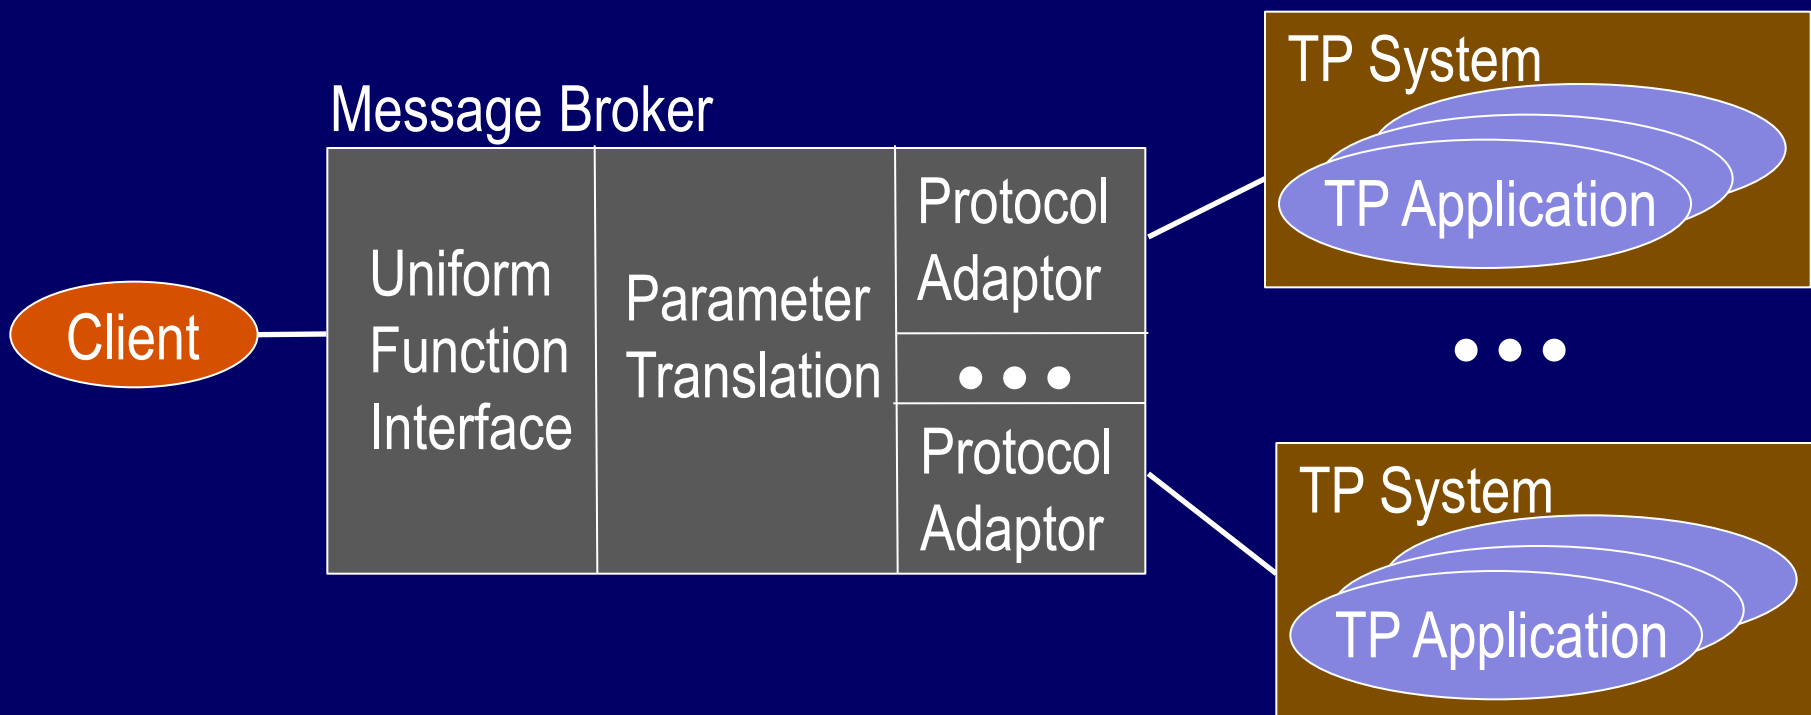 Message Broker
Client
Uniform
Function
Interface
Parameter
Translation
Protocol
Adaptor
• • •
Protocol
Adaptor
TP System
TP Application
• • •
TP System
TP Application